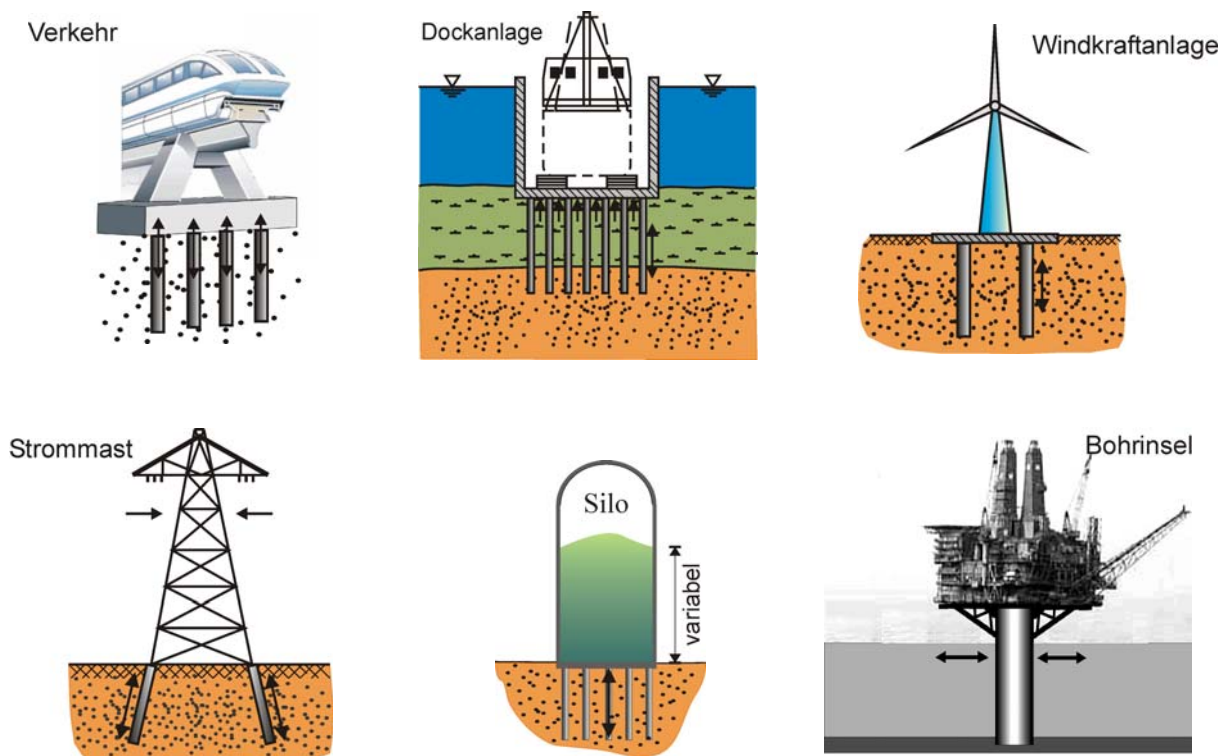 Verkehr
Dockanlage
Windkraftanlage
Strommast
Silo
variabel
Bohrinsel